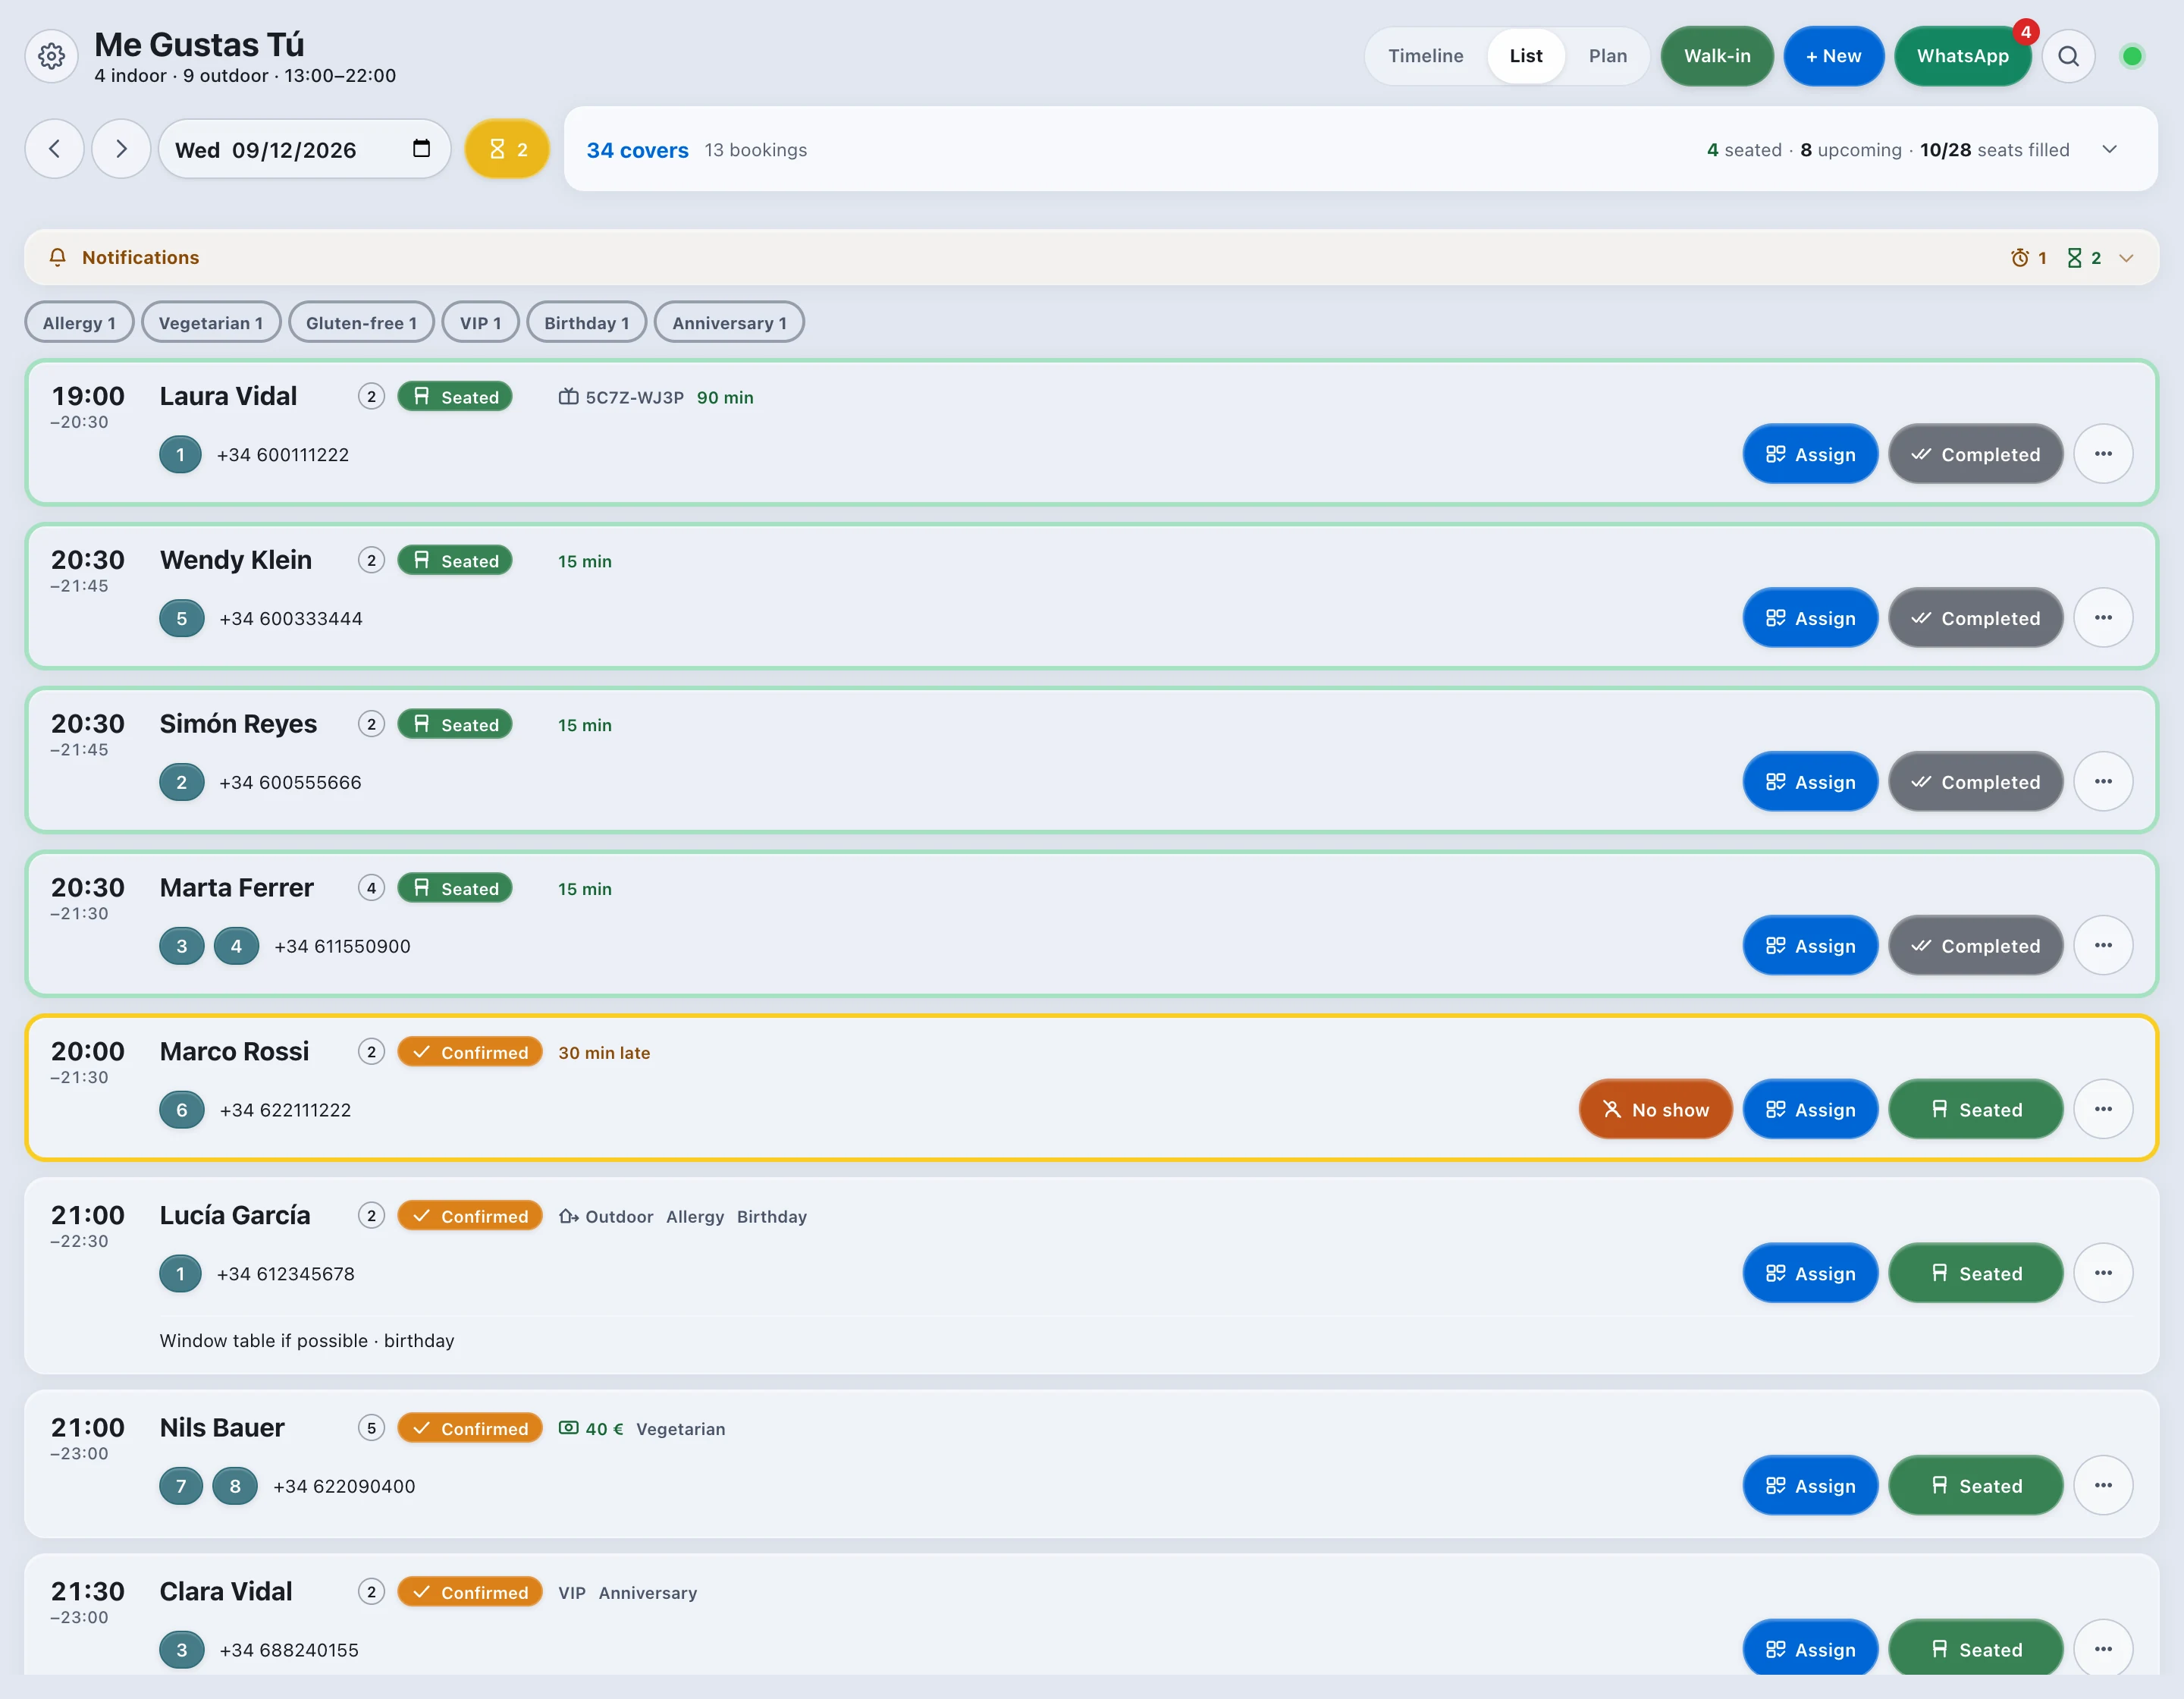 Me Gustas Tú
4 indoor · 9 outdoor · 13:00–22:00
Timeline List Plan Walk-in + New WhatsApp 4
Wed 09/12/2026 2 34 covers 13 bookings 4 seated · 8 upcoming · 10/28 seats filled
Notifications 1 2
Allergy 1 Vegetarian 1 Gluten-free 1 VIP 1 Birthday 1 Anniversary 1
19:00 Laura Vidal 2 Seated 5C7Z-WJ3P 90 min
–20:30
1 +34 600111222 Assign Completed
20:30 Wendy Klein 2 Seated 15 min
–21:45
5 +34 600333444 Assign Completed
20:30 Simón Reyes 2 Seated 15 min
–21:45
2 +34 600555666 Assign Completed
20:30 Marta Ferrer 4 Seated 15 min
–21:30
3 4 +34 611550900 Assign Completed
20:00 Marco Rossi 2 Confirmed 30 min late
–21:30
6 +34 622111222 No show Assign Seated
21:00 Lucía García 2 Confirmed Outdoor Allergy Birthday
–22:30
1 +34 612345678 Assign Seated
Window table if possible · birthday
21:00 Nils Bauer 5 Confirmed 40 € Vegetarian
–23:00
7 8 +34 622090400 Assign Seated
21:30 Clara Vidal 2 Confirmed VIP Anniversary
–23:00
3 +34 688240155 Assign Seated